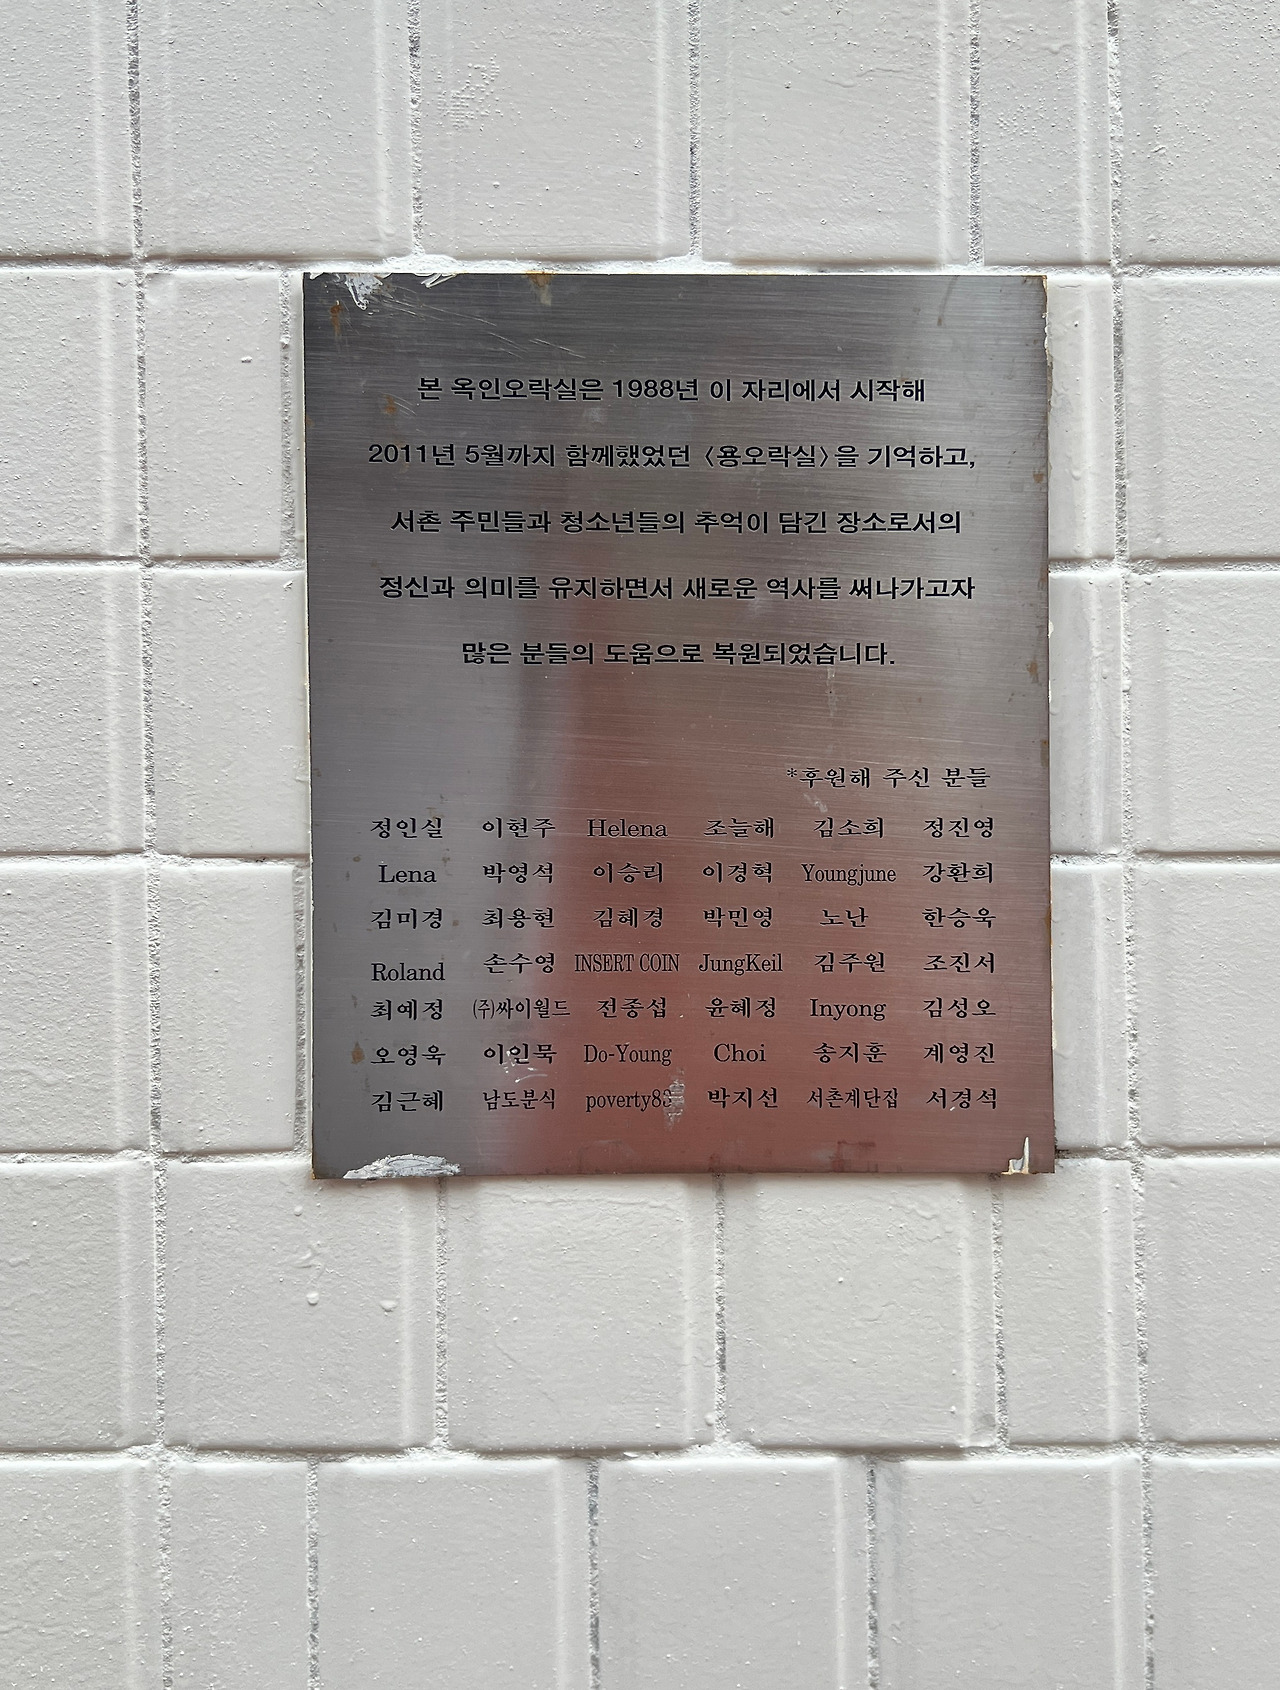 본 옥인오락실은 1988년 이 자리에서 시작해
2011년 5월까지 함께했었던 〈용오락실〉을 기억하고,
서촌 주민들과 청소년들의 추억이 담긴 장소로서의
정신과 의미를 유지하면서 새로운 역사를 써나가고자
많은 분들의 도움으로 복원되었습니다.
*후원해 주신 분들
정인실 이현주 Helena 조늘해 김소희 정진영
Lena 박영석 이승리 이경혁 Youngjune 강환희
김미경 최용현 김혜경 박민영 노난 한승욱
Roland 손수영 INSERT COIN JungKeil 김주원 조진서
최예정 (주)싸이월드 전종섭 윤혜정 Inyong 김성오
오영욱 이인묵 Do-Young Choi 송지훈 계영진
김근혜 남도분식 박지선 서촌계단집 서경석